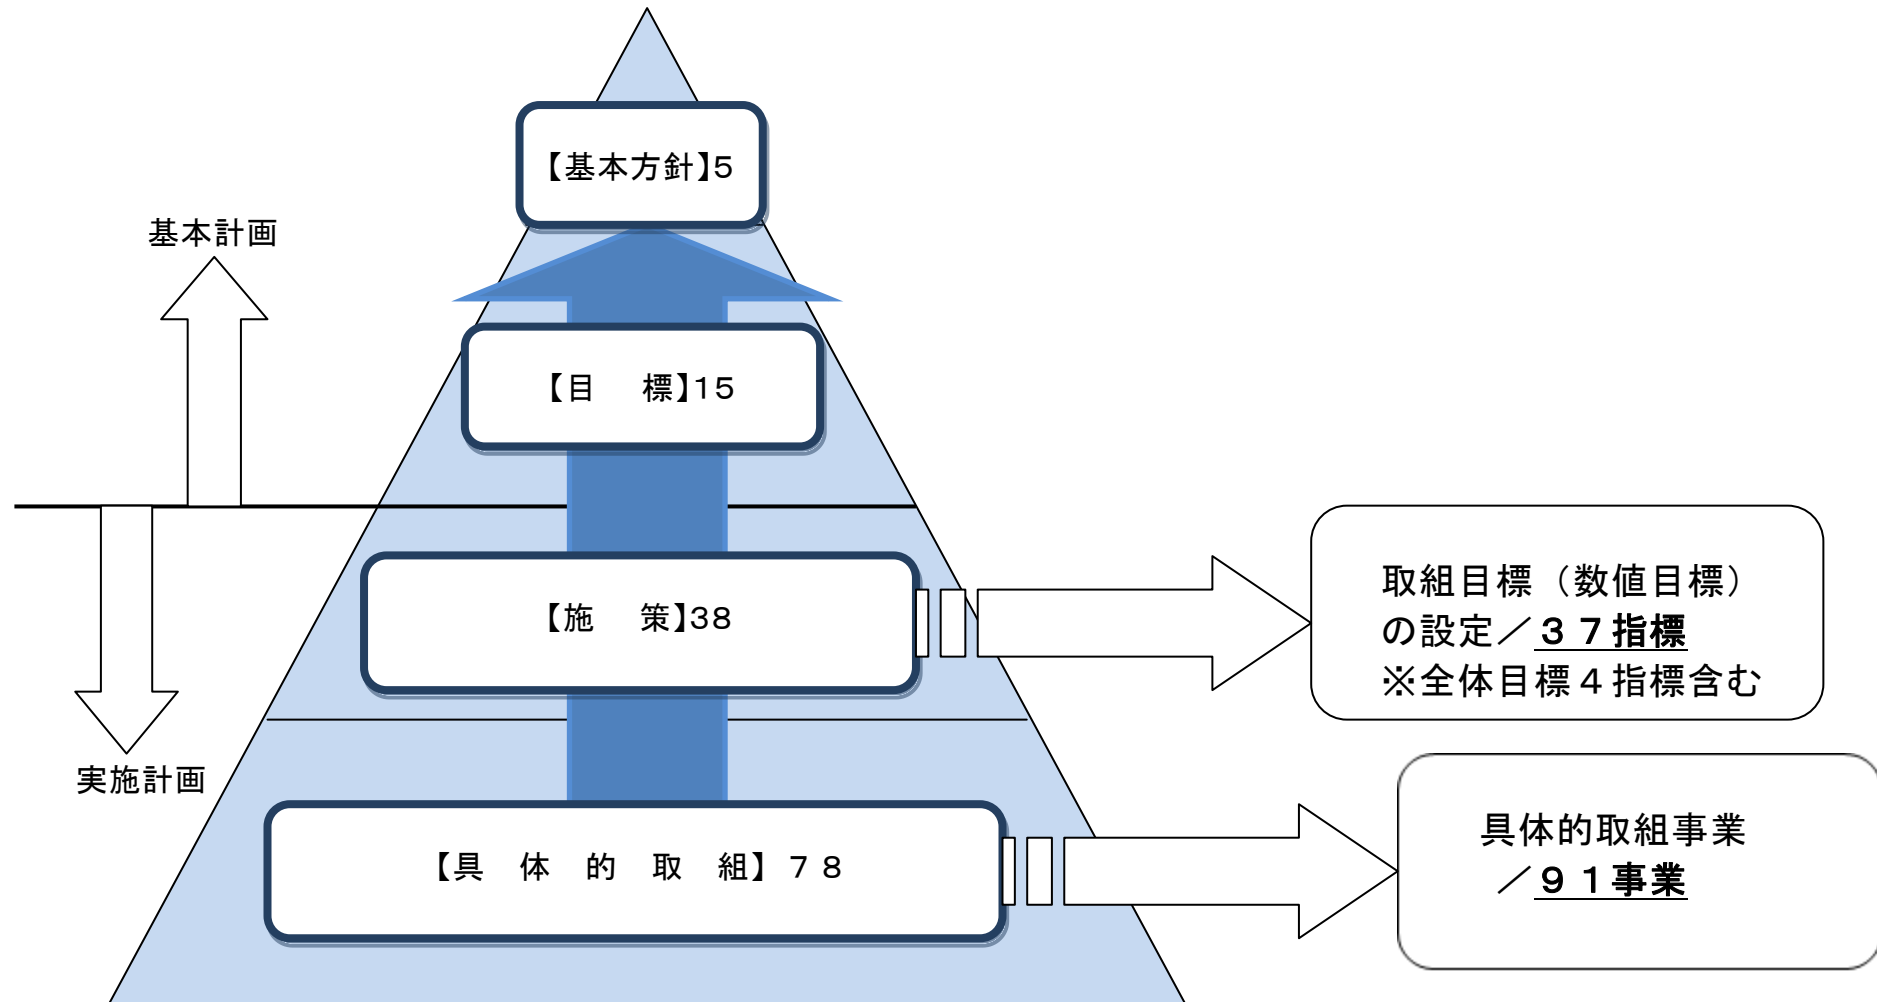 【基本方針】5
基本計画
【目　標】15
【施　策】38
取組目標（数値目標）
の設定／３７指標
※全体目標４指標含む
実施計画
【具　体　的　取　組】７８
具体的取組事業
／９１事業